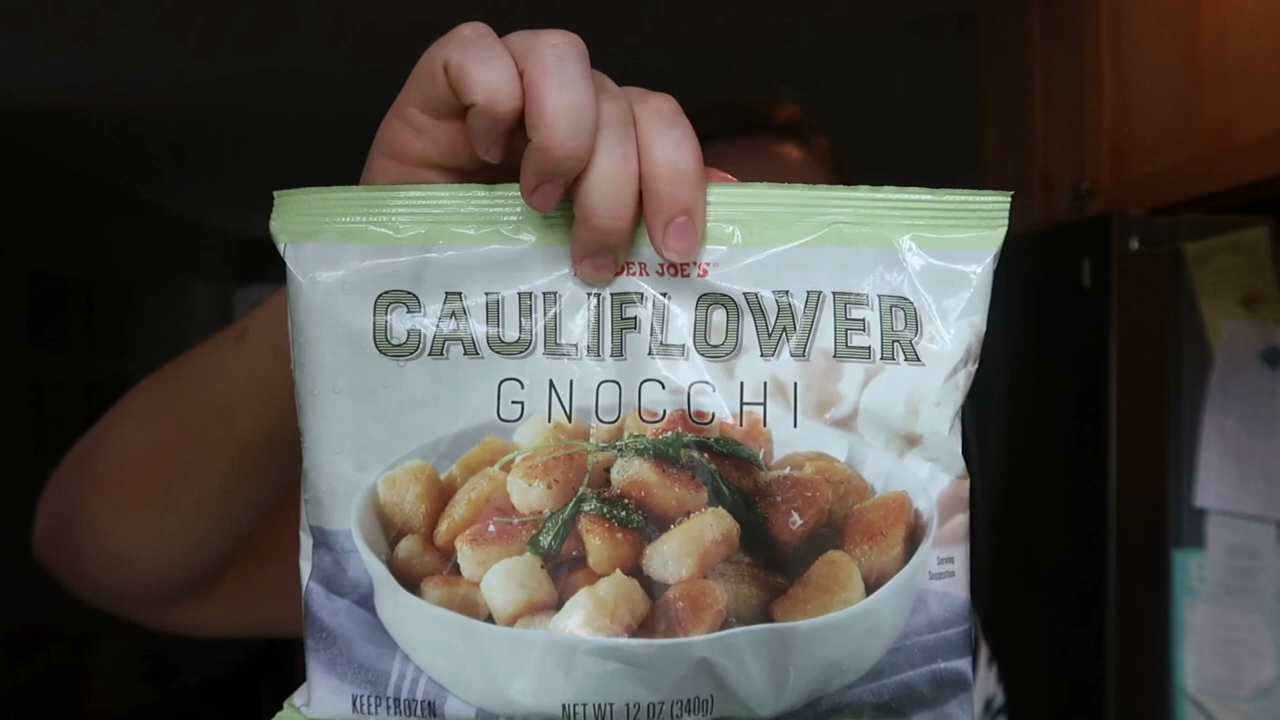 DER JOE'S
CAULIFLOWER
GNOCCHI
Serving
Suggestion
KEEP FROZEN
NET WT. 12 OZ (340g)